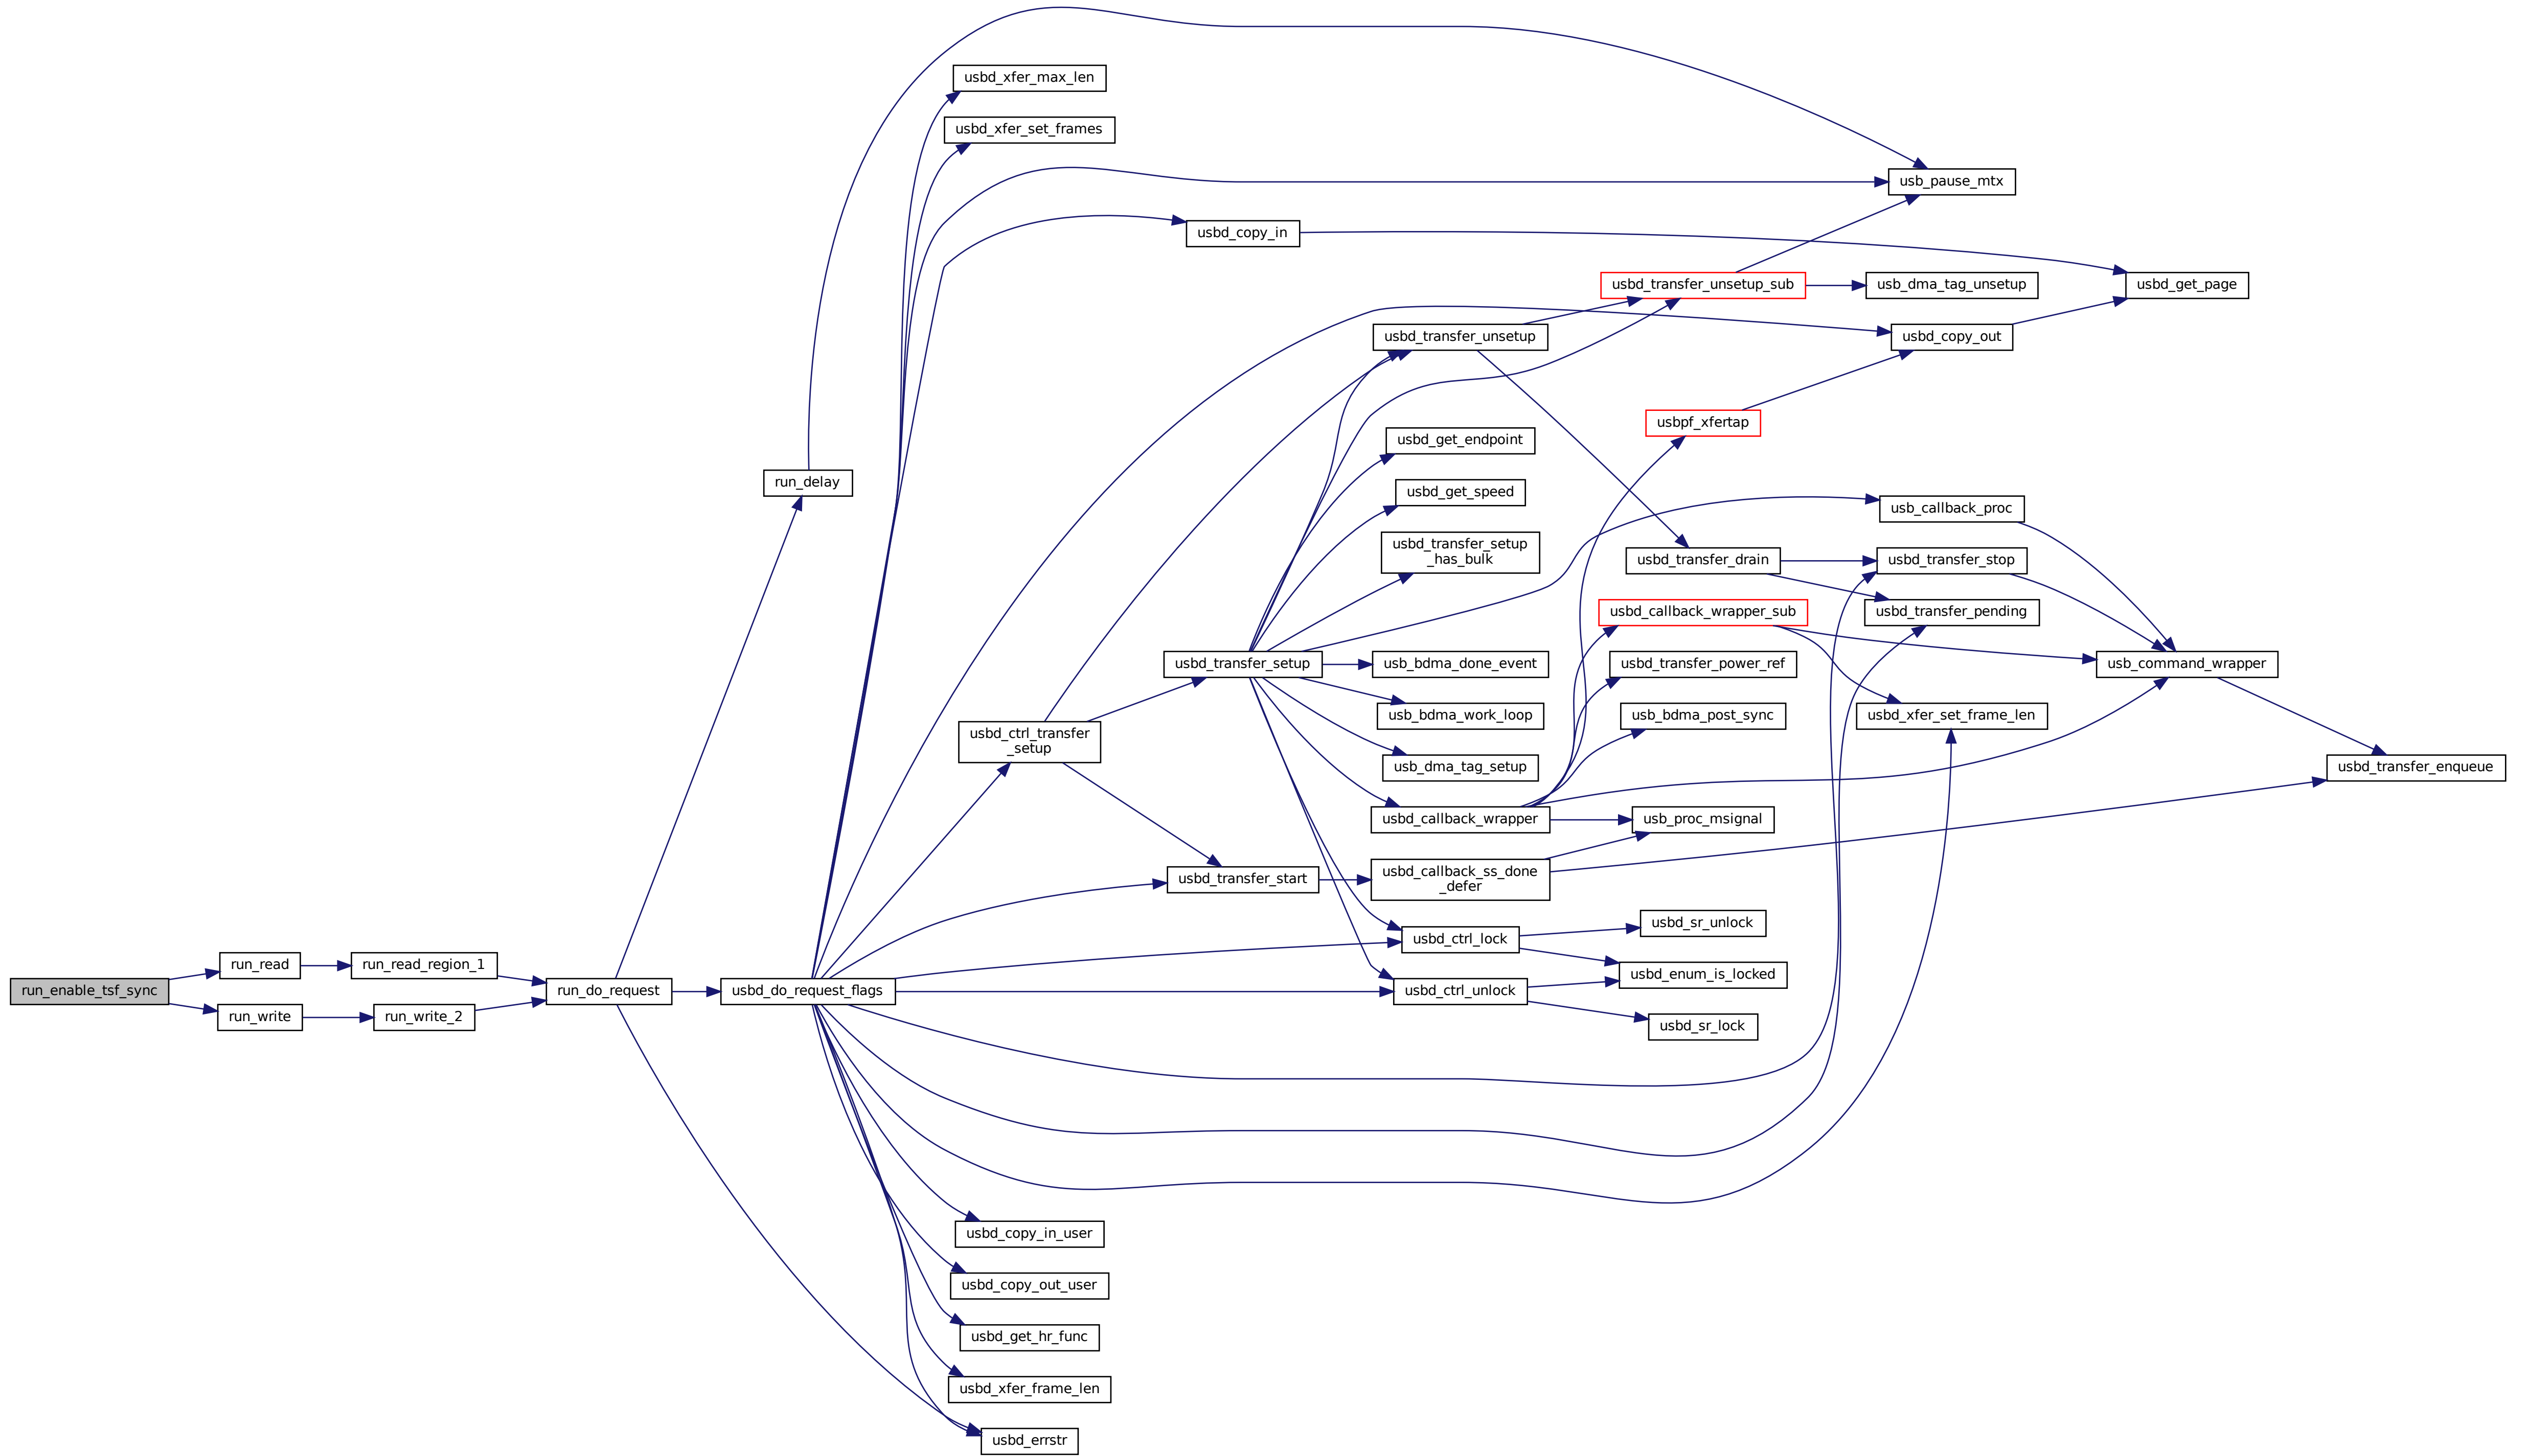 usbd_xfer_max_len
usbd_xfer_set_frames
usb_pause_mtx
usbd_copy_in
usbd_transfer_unsetup_sub
usb_dma_tag_unsetup
usbd_get_page
usbd_transfer_unsetup
usbd_copy_out
usbpf_xfertap
usbd_get_endpoint
run_delay
usbd_get_speed
usb_callback_proc
usbd_transfer_setup
_has_bulk
usbd_transfer_drain
usbd_transfer_stop
usbd_callback_wrapper_sub
usbd_transfer_pending
usbd_transfer_setup
usb_bdma_done_event
usbd_transfer_power_ref
usb_command_wrapper
usb_bdma_work_loop
usb_bdma_post_sync
usbd_xfer_set_frame_len
usbd_ctrl_transfer
_setup
usb_dma_tag_setup
usbd_transfer_enqueue
usbd_callback_wrapper
usb_proc_msignal
usbd_transfer_start
usbd_callback_ss_done
_defer
usbd_sr_unlock
usbd_ctrl_lock
run_read
run_read_region_1
usbd_enum_is_locked
run_enable_tsf_sync
run_do_request
usbd_do_request_flags
usbd_ctrl_unlock
run_write
run_write_2
usbd_sr_lock
usbd_copy_in_user
usbd_copy_out_user
usbd_get_hr_func
usbd_xfer_frame_len
usbd_errstr